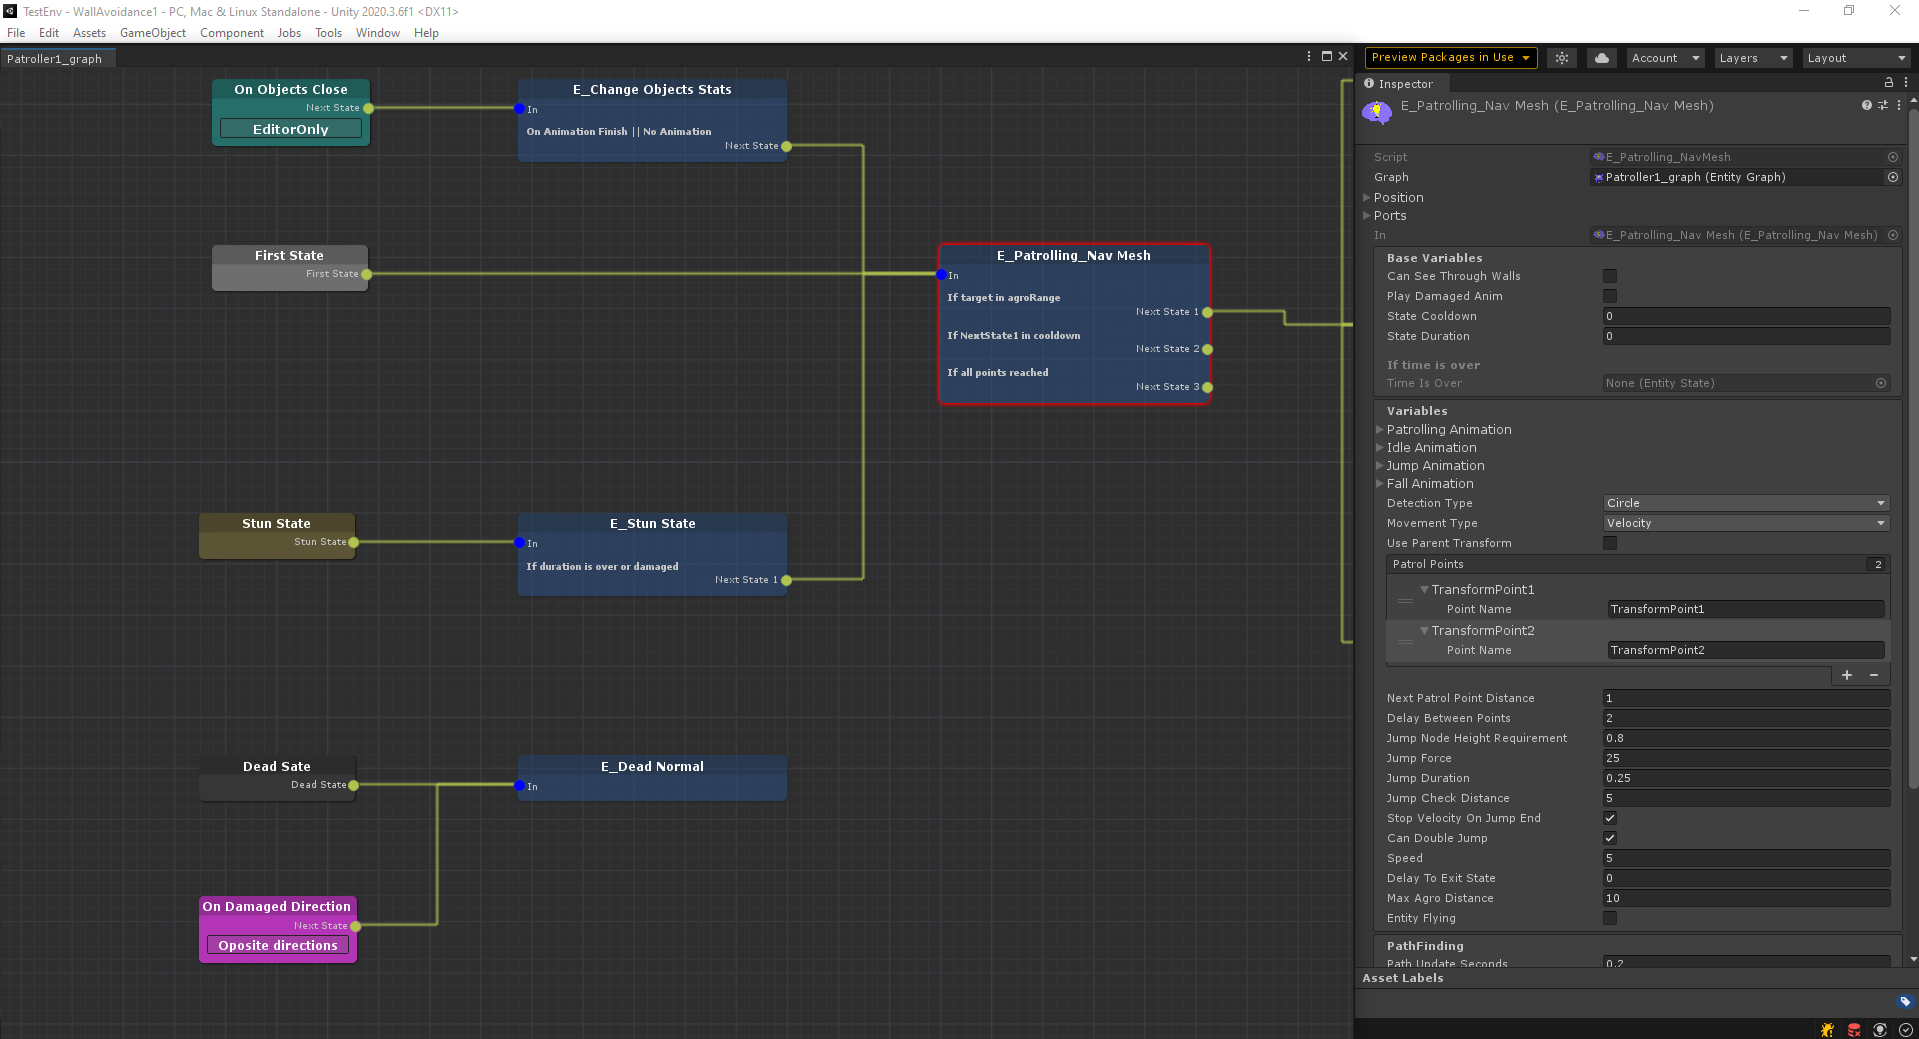 TestEnv - WallAvoidance1 - PC, Mac & Linux Standalone - Unity 2020.3.6f1 <DX11>
File Edit Assets GameObject Component Jobs Tools Window Help
Patroller1_graph
Preview Packages in Use
Account
Layers
Layout
On Objects Close
Next State
EditorOnly
E_Change Objects Stats
In
On Animation Finish || No Animation
Next State
First State
First State
E_Patrolling_Nav Mesh
In
If target in agroRange
Next State 1
If NextState1 in cooldown
Next State 2
If all points reached
Next State 3
Stun State
Stun State
E_Stun State
In
If duration is over or damaged
Next State 1
Dead Sate
Dead State
E_Dead Normal
In
On Damaged Direction
Next State
Oposite directions
Inspector
E_Patrolling_Nav Mesh (E_Patrolling_Nav Mesh)
Script E_Patrolling_NavMesh
Graph Patroller1_graph (Entity Graph)
Position
Ports
In E_Patrolling_Nav Mesh (E_Patrolling_Nav Mesh)
Base Variables
Can See Through Walls
Play Damaged Anim
State Cooldown 0
State Duration 0
If time is over
Time Is Over None (Entity State)
Variables
Patrolling Animation
Idle Animation
Jump Animation
Fall Animation
Detection Type Circle
Movement Type Velocity
Use Parent Transform
Patrol Points 2
TransformPoint1
Point Name TransformPoint1
TransformPoint2
Point Name TransformPoint2
+ −
Next Patrol Point Distance 1
Delay Between Points 2
Jump Node Height Requirement 0.8
Jump Force 25
Jump Duration 0.25
Jump Check Distance 5
Stop Velocity On Jump End
Can Double Jump
Speed 5
Delay To Exit State 0
Max Agro Distance 10
Entity Flying
PathFinding
Path Update Seconds 0.2
Asset Labels